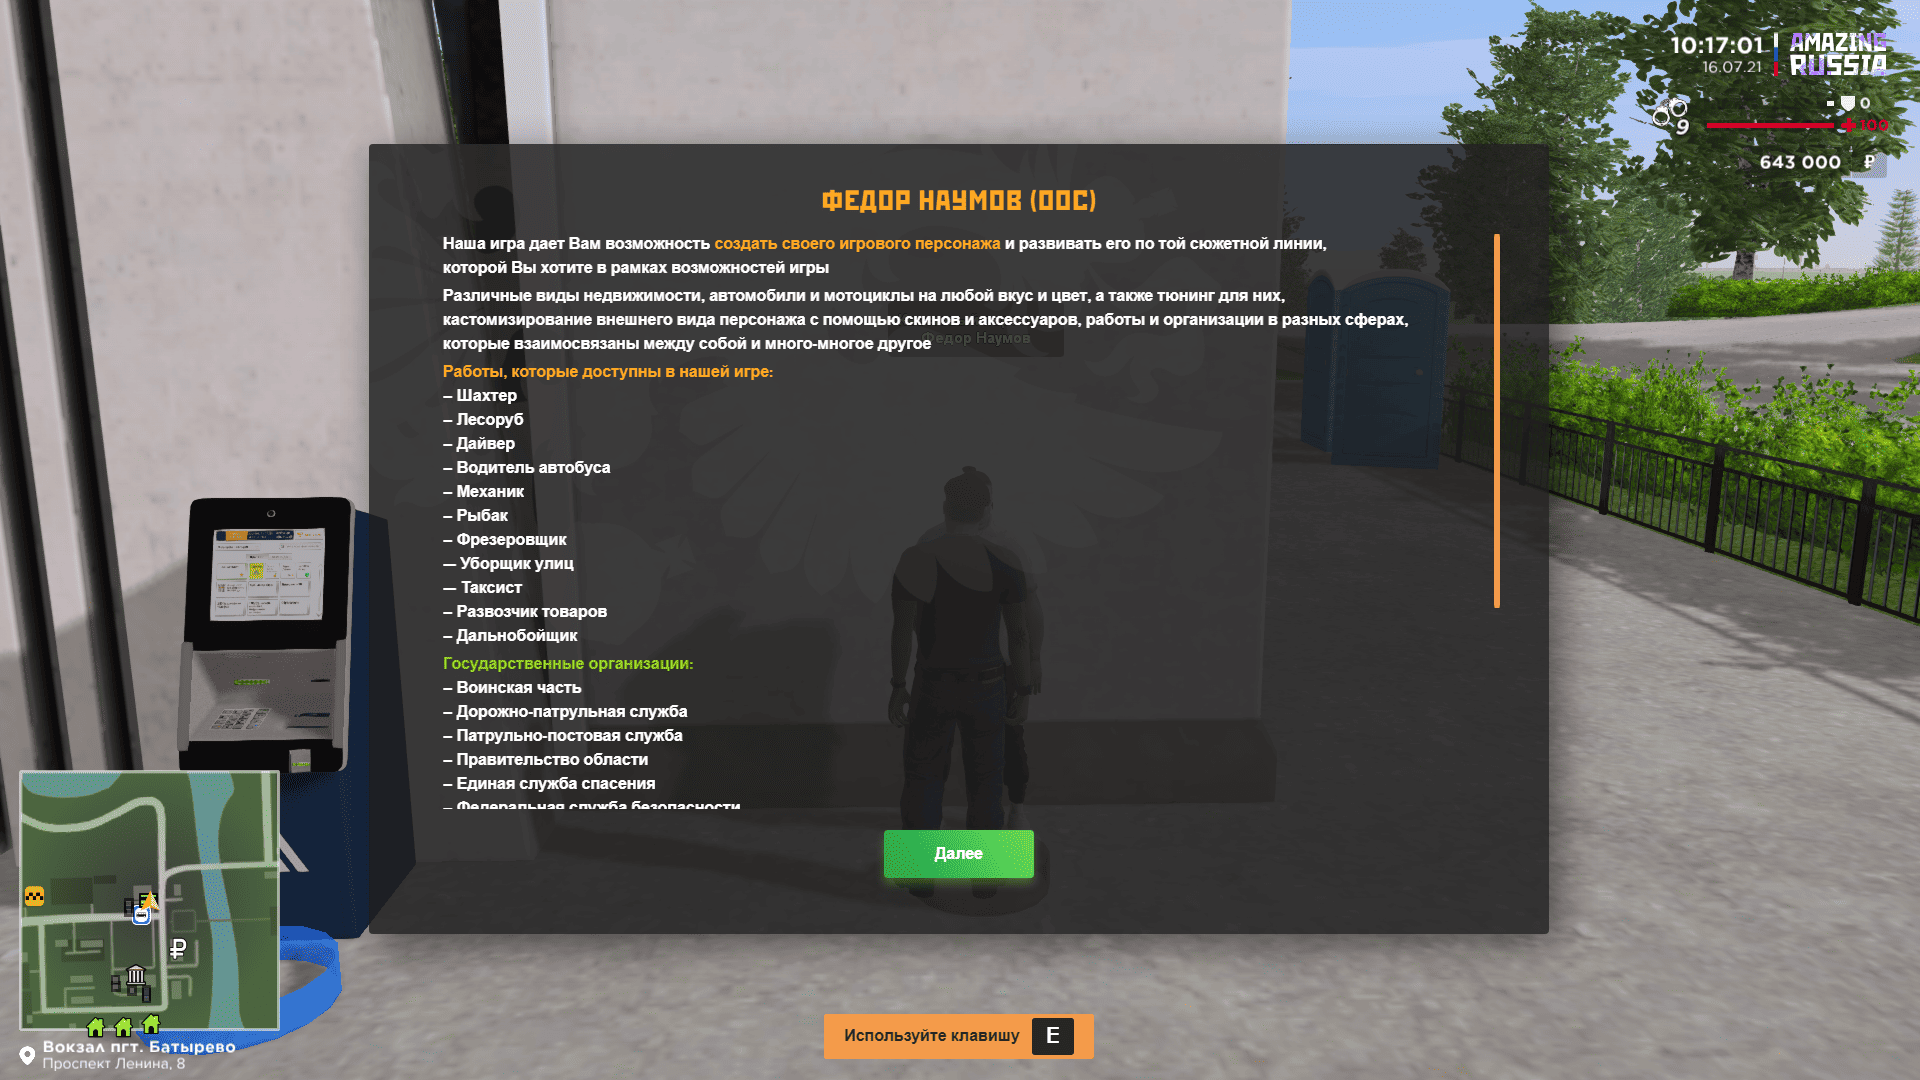 10:17:01
16.07.21
AMAZING
RUSSIA
0
9
100
643 000 ₽
ФЕДОР НАУМОВ (ООС)
Наша игра дает Вам возможность создать своего игрового персонажа и развивать его по той сюжетной линии,
которой Вы хотите в рамках возможностей игры
Различные виды недвижимости, автомобили и мотоциклы на любой вкус и цвет, а также тюнинг для них,
кастомизирование внешнего вида персонажа с помощью скинов и аксессуаров, работы и организации в разных сферах,
которые взаимосвязаны между собой и много-многое другое
Федор Наумов
Работы, которые доступны в нашей игре:
– Шахтер
– Лесоруб
– Дайвер
– Водитель автобуса
– Механик
– Рыбак
– Фрезеровщик
— Уборщик улиц
— Таксист
– Развозчик товаров
– Дальнобойщик
Государственные организации:
– Воинская часть
– Дорожно-патрульная служба
– Патрульно-постовая служба
– Правительство области
– Единая служба спасения
– Федеральная служба безопасности
Далее
₽
Используйте клавишу E
Вокзал пгт. Батырево
Проспект Ленина, 8